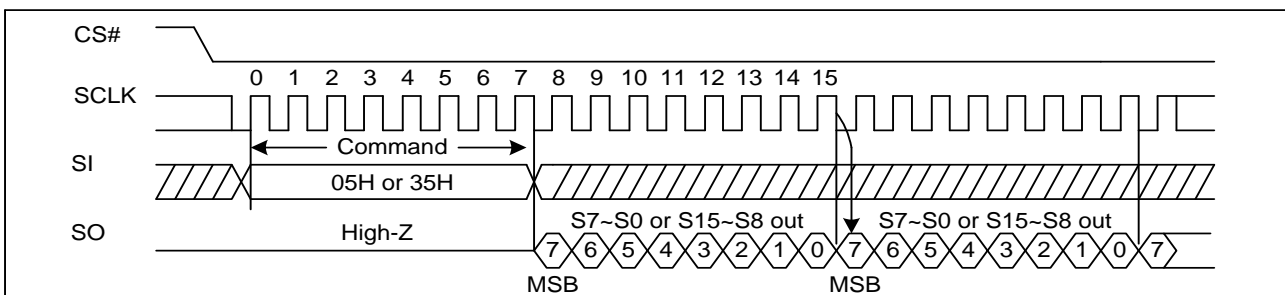 CS#
0 1 2 3 4 5 6 7 8 9 10 11 12 13 14 15
SCLK
Command
SI
05H or 35H
S7~S0 or S15~S8 out S7~S0 or S15~S8 out
SO High-Z
7 6 5 4 3 2 1 0 7 6 5 4 3 2 1 0 7
MSB MSB